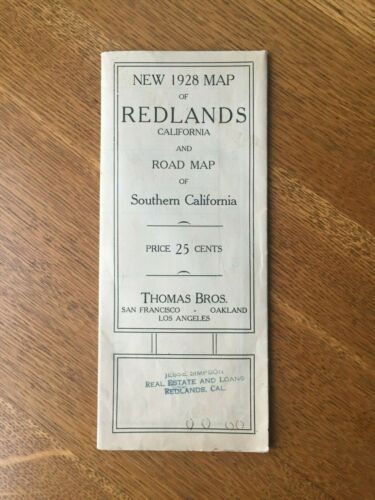 NEW 1928 MAP
OF
REDLANDS
CALIFORNIA
AND
ROAD MAP
OF
Southern California
PRICE 25 CENTS
THOMAS BROS.
SAN FRANCISCO - OAKLAND
LOS ANGELES
JESSE SIMPSON
REAL ESTATE AND LOANS
REDLANDS, CAL.